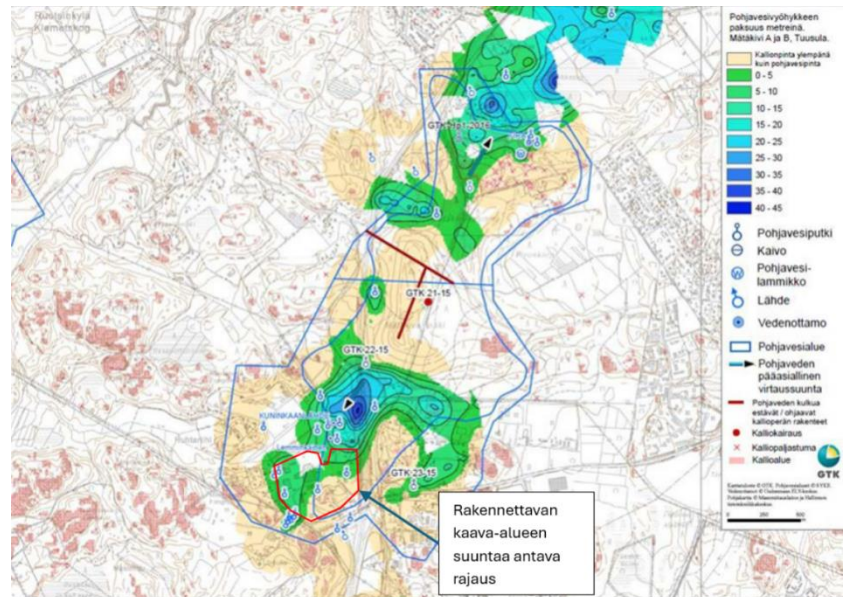 Pohjavesivyöhykkeen
paksuus metreinä.
Mätäkivi A ja B, Tuusula.
Kallionpinta ylempänä
kuin pohjavesipinta
0 - 5
5 - 10
10 - 15
15 - 20
20 - 25
25 - 30
30 - 35
35 - 40
40 - 45
Pohjavesiputki
Kaivo
Pohjavesi-
lammikko
Lähde
Vedenottamo
Pohjavesialue
Pohjaveden
pääasiallinen
virtaussuunta
Pohjaveden kulkua
estävät / ohjaavat
kallioperän rakenteet
Kalliokairaus
Kalliopaljastuma
Kallioalue
GTK
GTK 21-15
GTK-22-15
GTK-23-15
Rakennettavan
kaava-alueen
suuntaa antava
rajaus